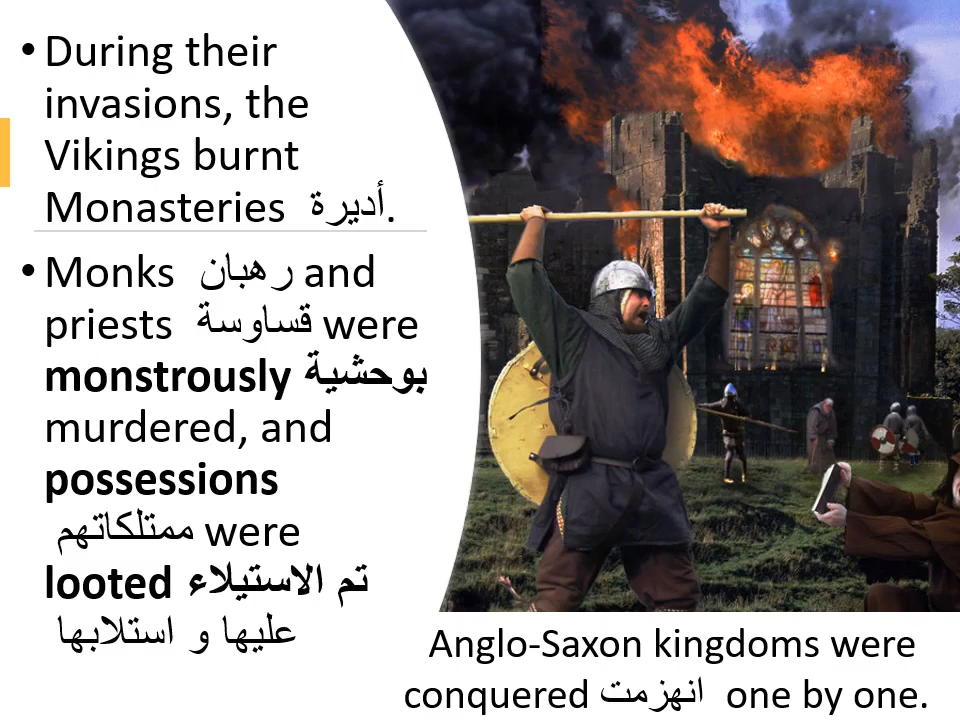 • During their
invasions, the
Vikings burnt
Monasteries أديرة.
• Monks رهبان and
priests قساوسة were
monstrously بوحشية
murdered, and
possessions
ممتلكاتهم were
looted تم الاستيلاء
عليها و استلابها
Anglo-Saxon kingdoms were
conquered انهزمت one by one.